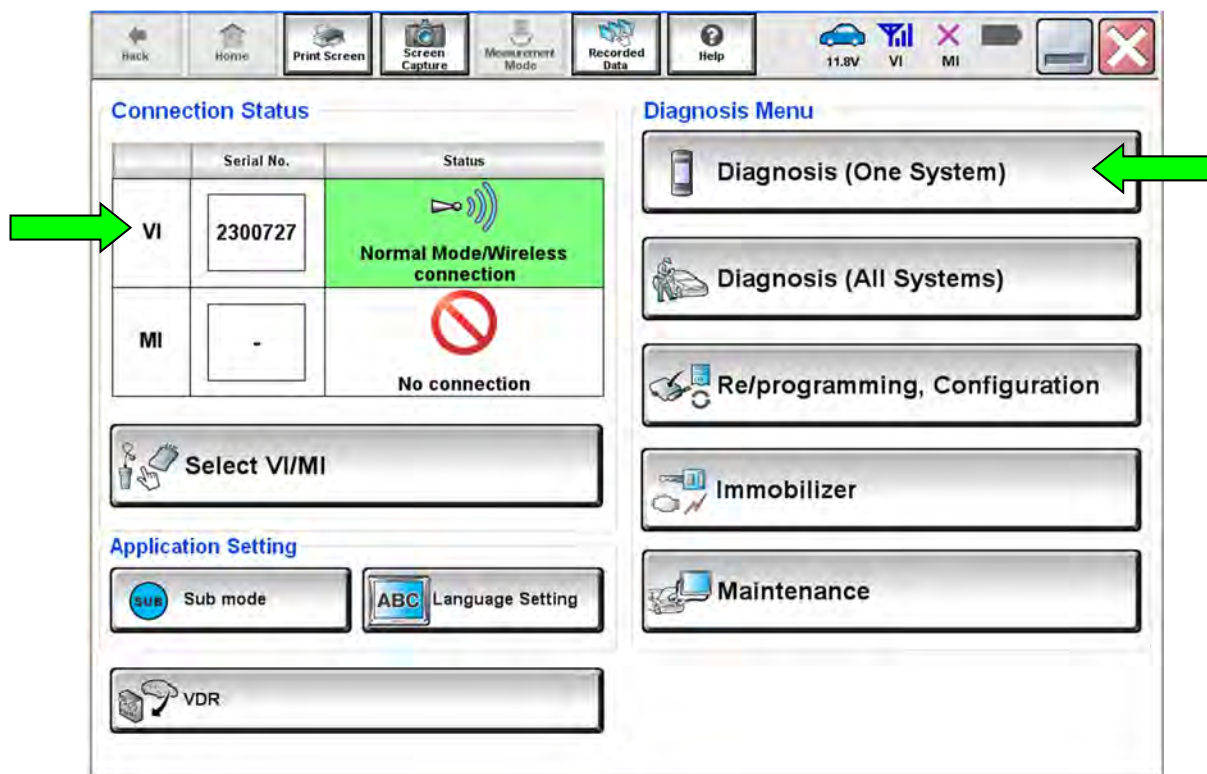 Back
Home
Print Screen
Screen
Capture
Measurement
Mode
Recorded
Data
Help
11.8V
VI
MI
Connection Status
Serial No.
Status
VI
2300727
Normal Mode/Wireless
connection
MI
-
No connection
Select VI/MI
Application Setting
SUB
Sub mode
ABC
Language Setting
VDR
Diagnosis Menu
Diagnosis (One System)
Diagnosis (All Systems)
Re/programming, Configuration
Immobilizer
Maintenance